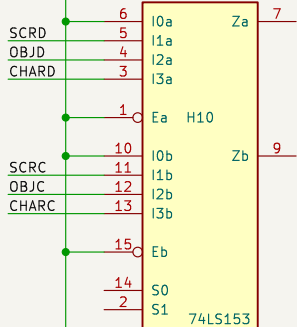 6 I0a Za 7
SCRD 5 I1a
OBJD 4 I2a
CHARD 3 I3a
1 Ea H10
10 I0b Zb 9
SCRC 11 I1b
OBJC 12 I2b
CHARC 13 I3b
15 Eb
14 S0
2 S1
74LS153